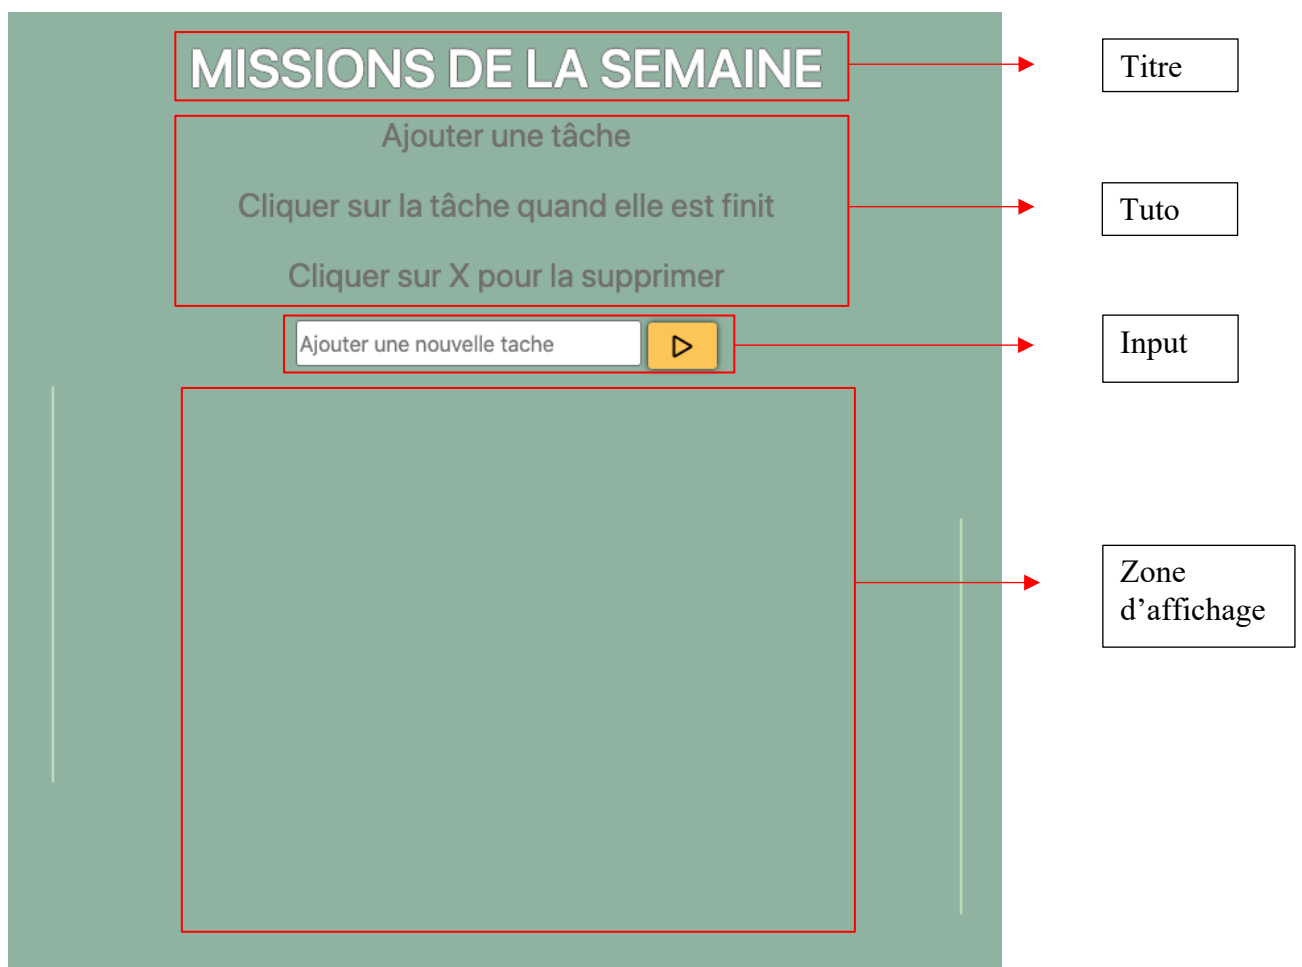 MISSIONS DE LA SEMAINE
Titre
Ajouter une tâche
Cliquer sur la tâche quand elle est finit
Cliquer sur X pour la supprimer
Tuto
Ajouter une nouvelle tache
Input
Zone
d’affichage